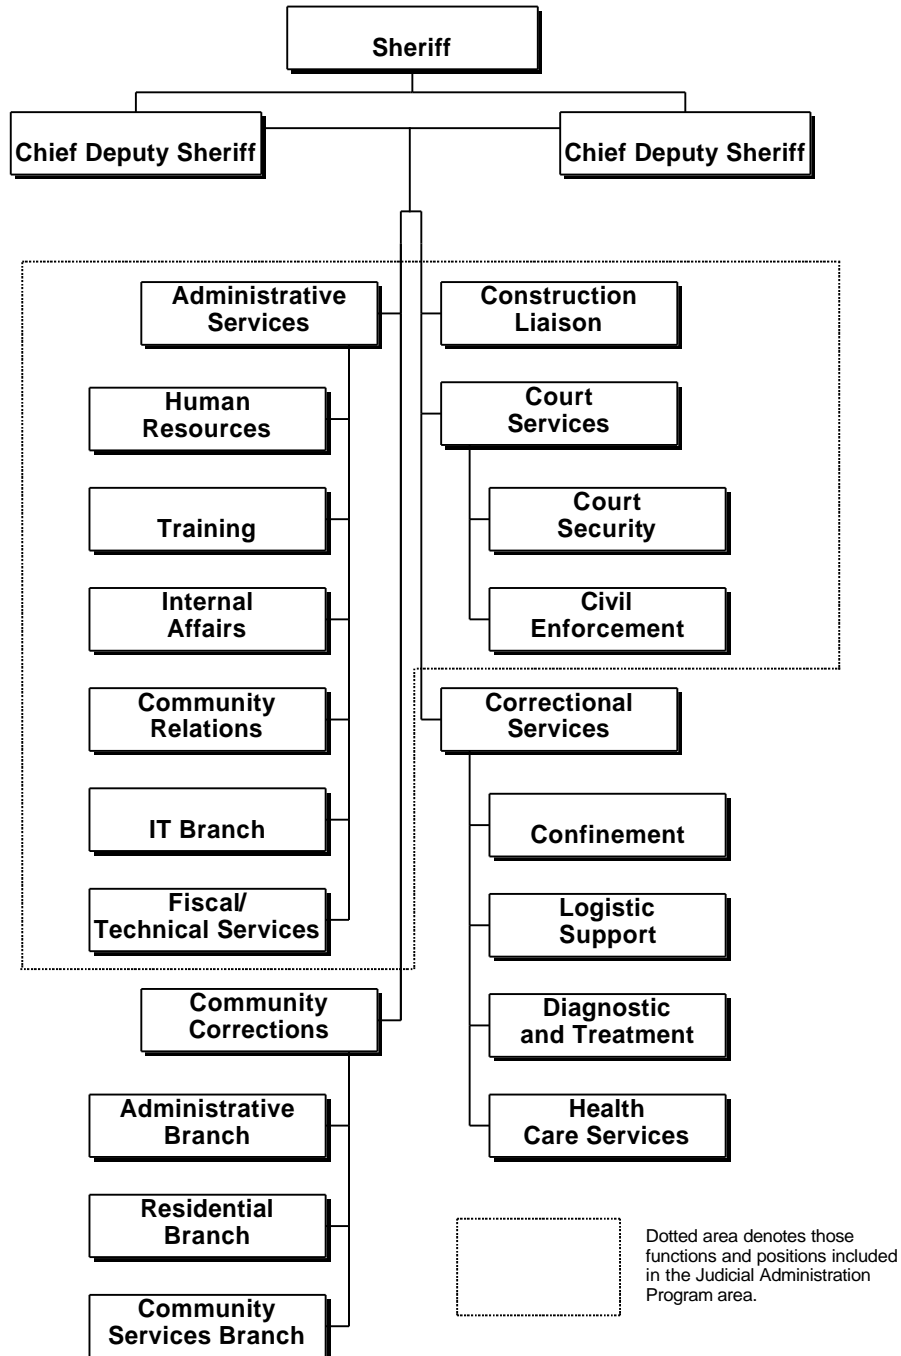 Sheriff
Chief Deputy Sheriff
Chief Deputy Sheriff
Administrative
Services
Human
Resources
Training
Internal
Affairs
Community
Relations
IT Branch
Fiscal/
Technical Services
Community
Corrections
Administrative
Branch
Residential
Branch
Community
Services Branch
Construction
Liaison
Court
Services
Court
Security
Civil
Enforcement
Correctional
Services
Confinement
Logistic
Support
Diagnostic
and Treatment
Health
Care Services
Dotted area denotes those
functions and positions included
in the Judicial Administration
Program area.